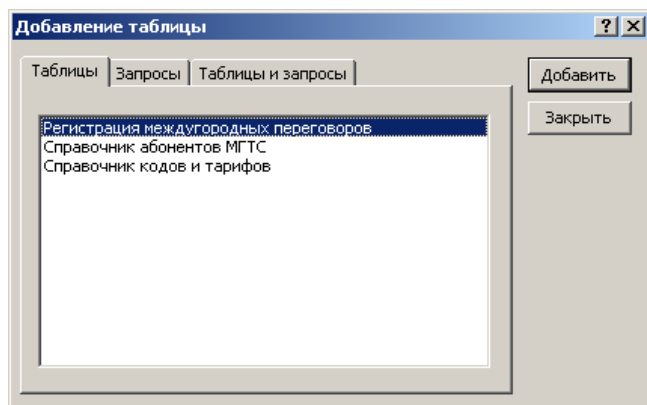 Добавление таблицы
Таблицы Запросы Таблицы и запросы
Добавить
Закрыть
Регистрация междугородных переговоров
Справочник абонентов МГТС
Справочник кодов и тарифов